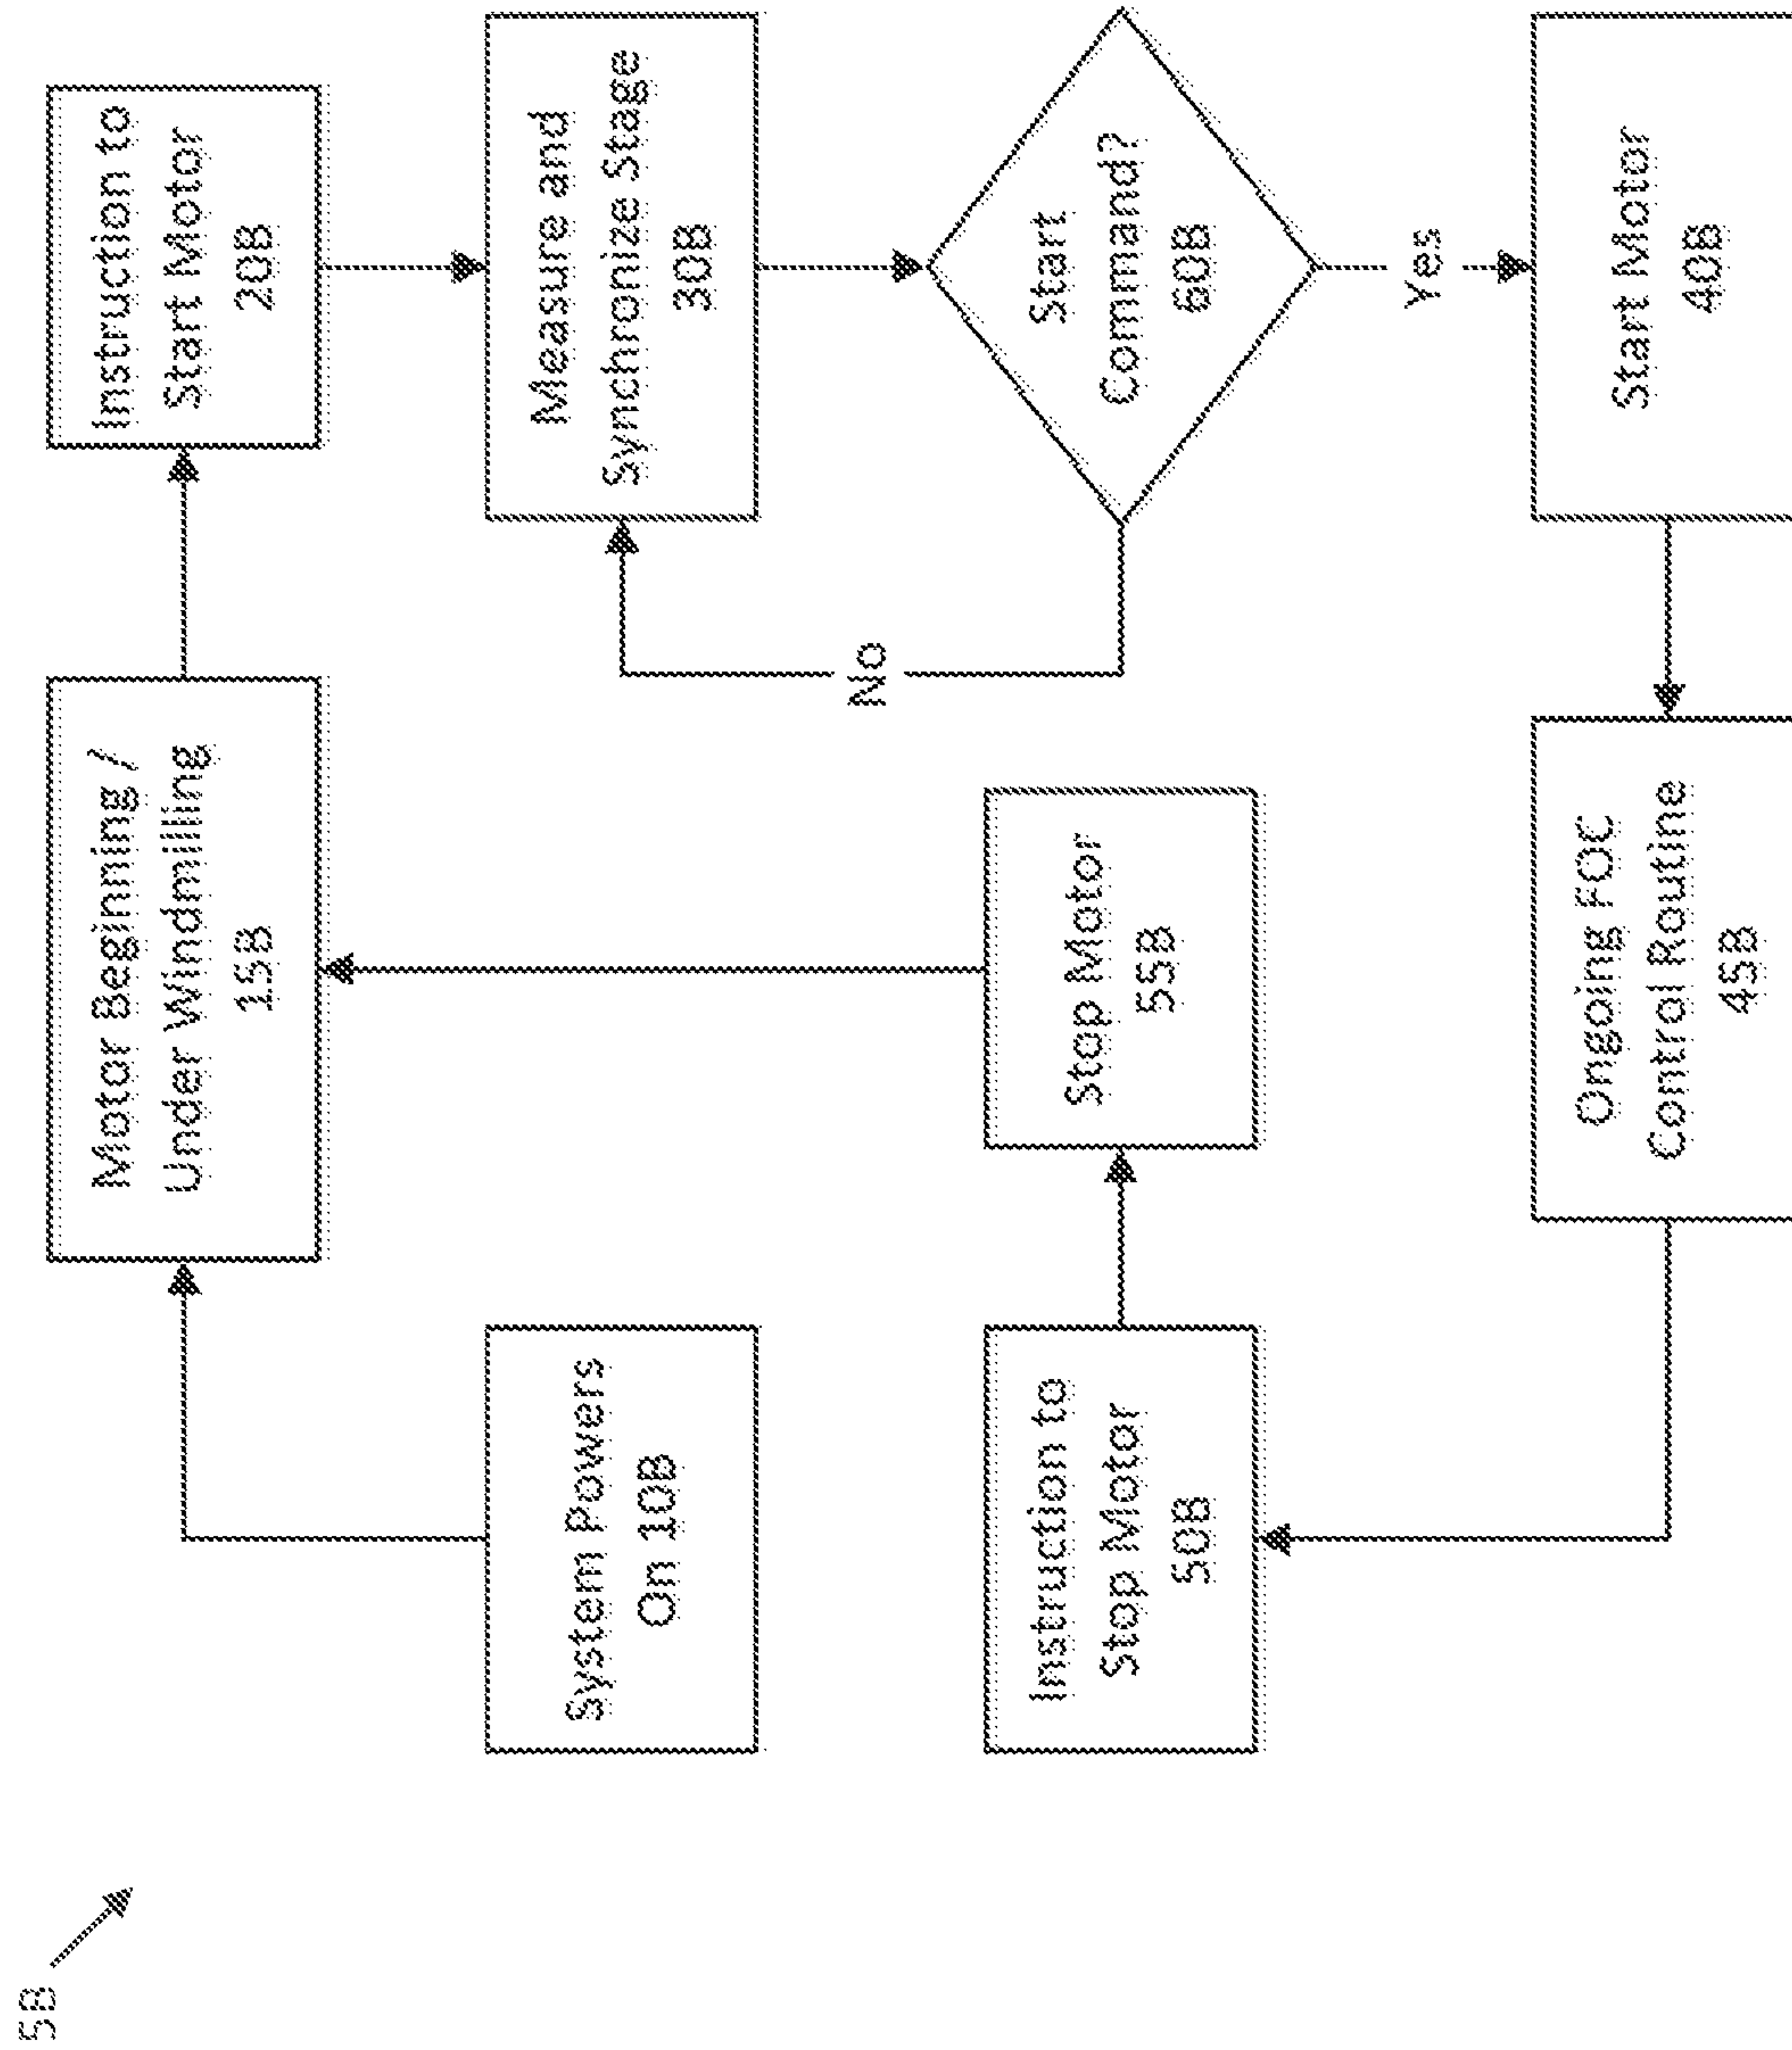 5B
System Powers
On 10B
Motor Beginning /
Under Windmilling
15B
Instruction to
Start Motor
20B
Measure and
Synchronize Stage
30B
Start
Command?
60B
No
Yes
Start Motor
40B
Ongoing FOC
Control Routine
45B
Instruction to
Stop Motor
50B
Stop Motor
55B